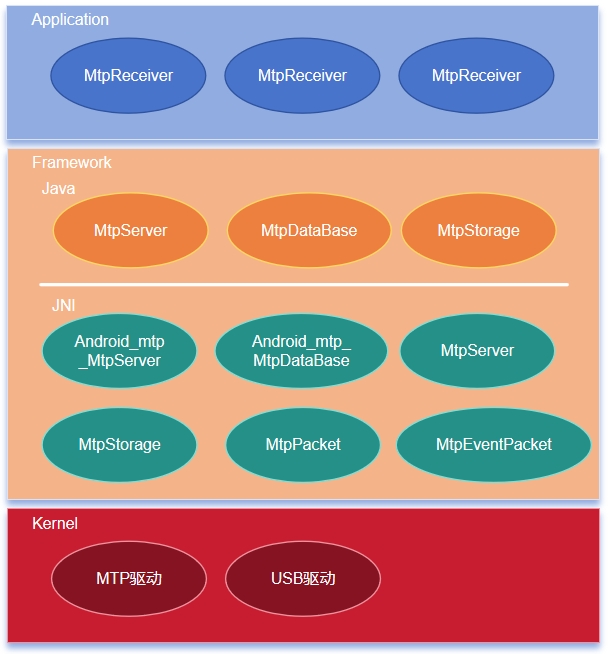 Application
MtpReceiver
MtpReceiver
MtpReceiver
Framework
Java
MtpServer
MtpDataBase
MtpStorage
JNI
Android_mtp
_MtpServer
Android_mtp_
MtpDataBase
MtpServer
MtpStorage
MtpPacket
MtpEventPacket
Kernel
MTP驱动
USB驱动